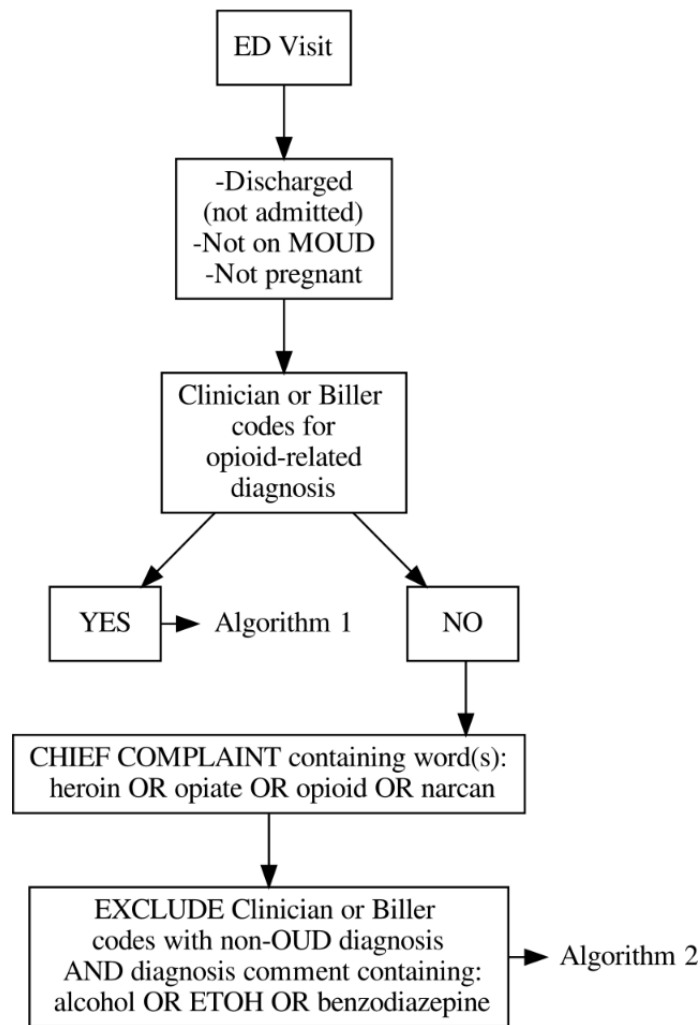 ED Visit
-Discharged
(not admitted)
-Not on MOUD
-Not pregnant
Clinician or Biller
codes for
opioid-related
diagnosis
YES
Algorithm 1
NO
CHIEF COMPLAINT containing word(s):
heroin OR opiate OR opioid OR narcan
EXCLUDE Clinician or Biller
codes with non-OUD diagnosis
AND diagnosis comment containing:
alcohol OR ETOH OR benzodiazepine
Algorithm 2